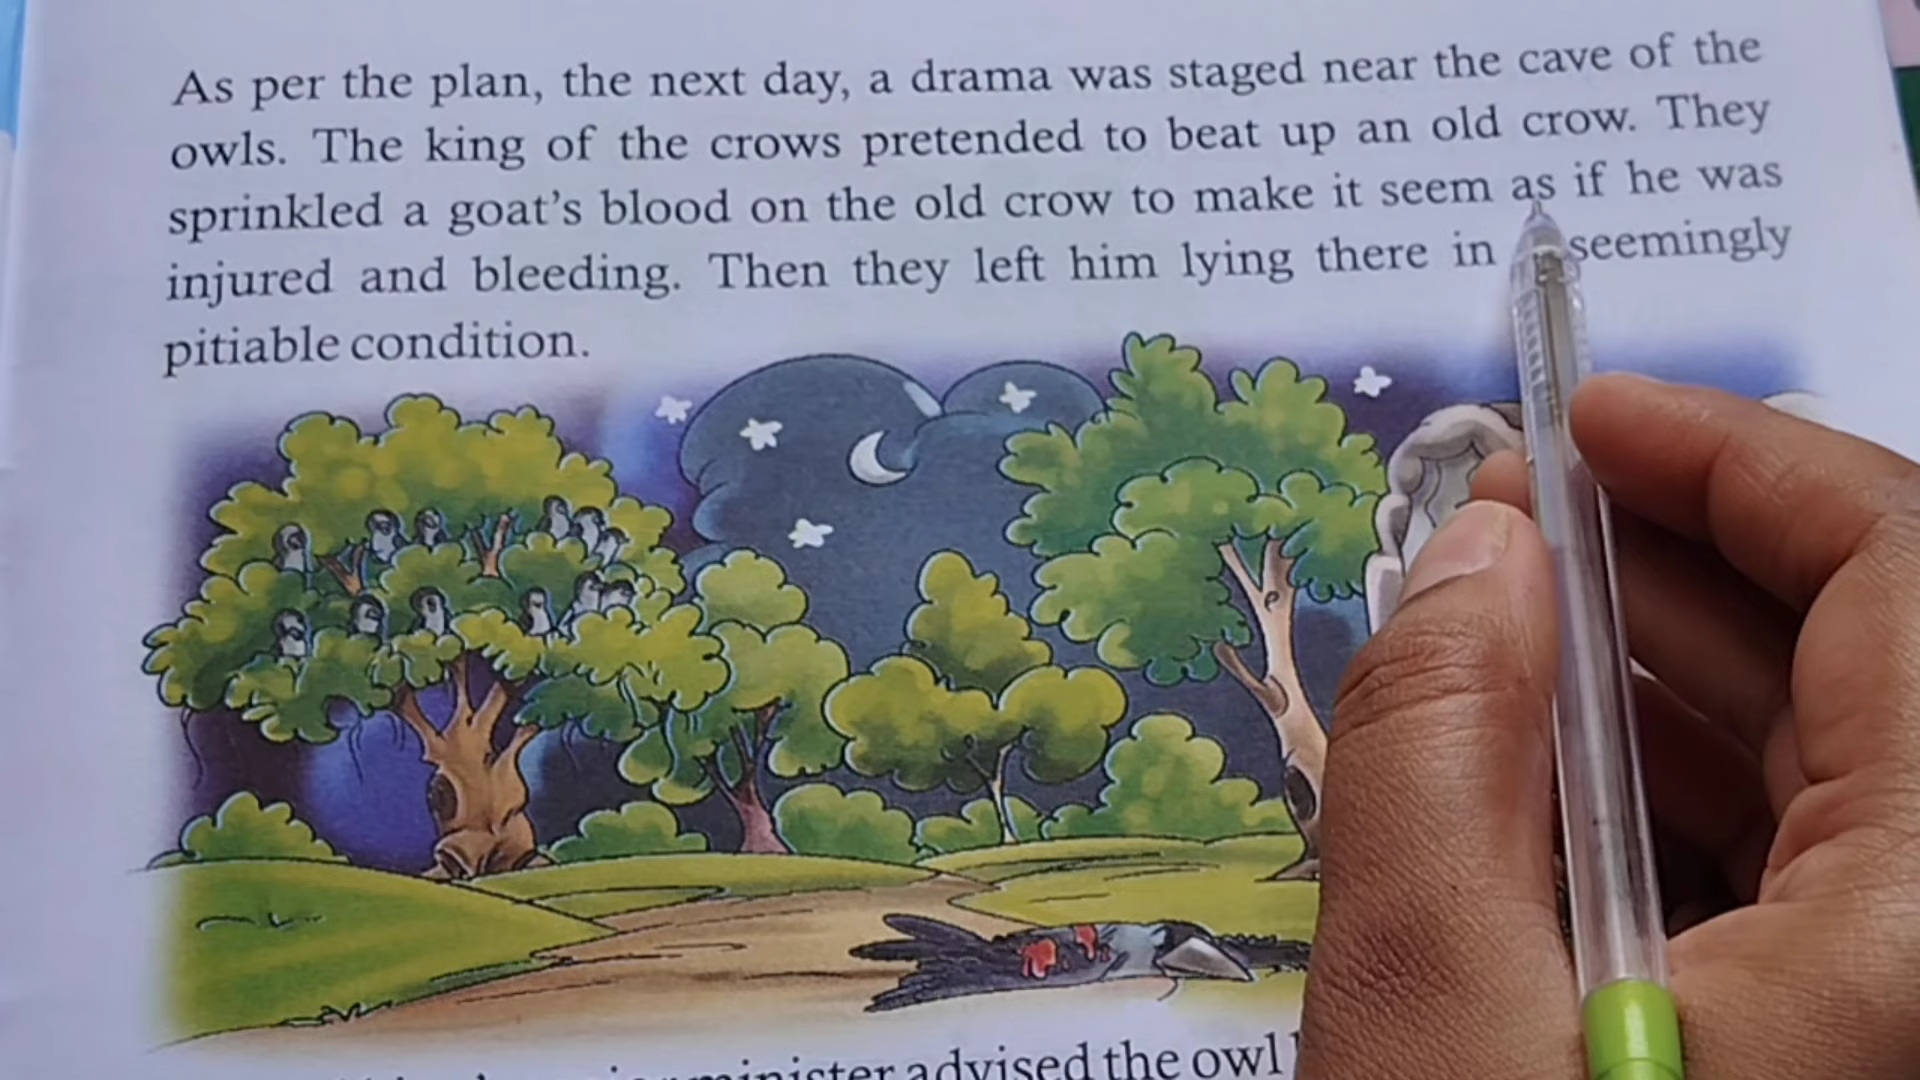 As per the plan, the next day, a drama was staged near the cave of the
owls. The king of the crows pretended to beat up an old crow. They
sprinkled a goat's blood on the old crow to make it seem as if he was
injured and bleeding. Then they left him lying there in seemingly
pitiable condition.
minister advised the owl